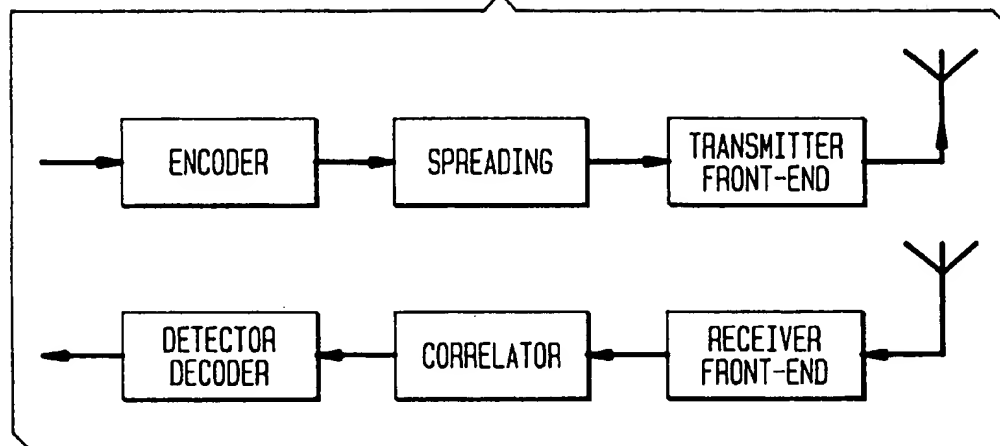 ENCODER
SPREADING
TRANSMITTER
FRONT-END
DETECTOR
DECODER
CORRELATOR
RECEIVER
FRONT-END